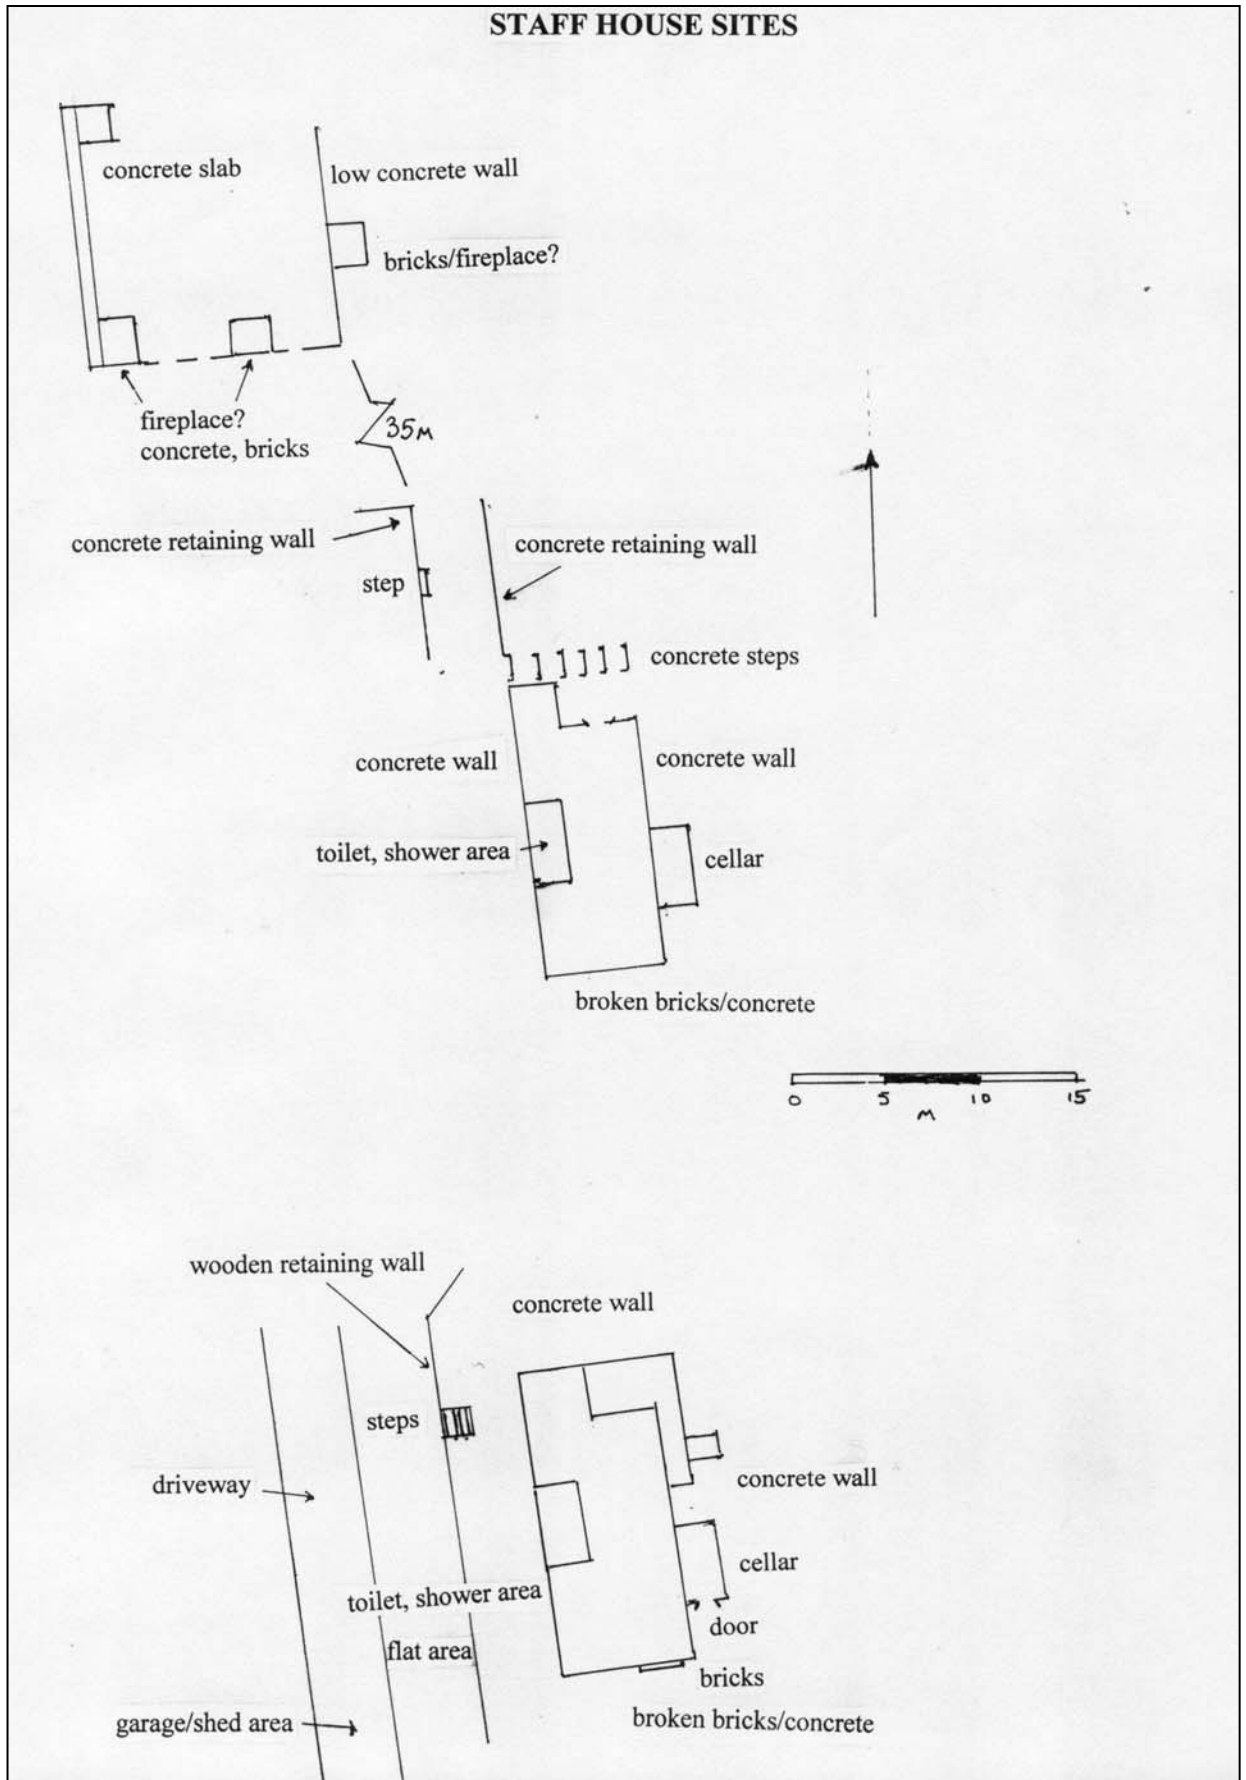 STAFF HOUSE SITES
concrete slab
low concrete wall
bricks/fireplace?
fireplace?
concrete, bricks
35M
concrete retaining wall
concrete retaining wall
step
concrete steps
concrete wall
concrete wall
toilet, shower area
cellar
broken bricks/concrete
0 5 10 15
M
wooden retaining wall
concrete wall
steps
driveway
concrete wall
cellar
toilet, shower area
door
flat area
bricks
garage/shed area
broken bricks/concrete